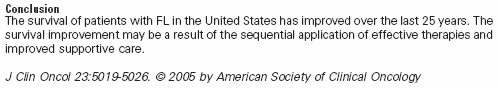 Conclusion
The survival of patients with FL in the United States has improved over the last 25 years. The
survival improvement may be a result of the sequential application of effective therapies and
improved supportive care.
J Clin Oncol 23:5019-5026. © 2005 by American Society of Clinical Oncology